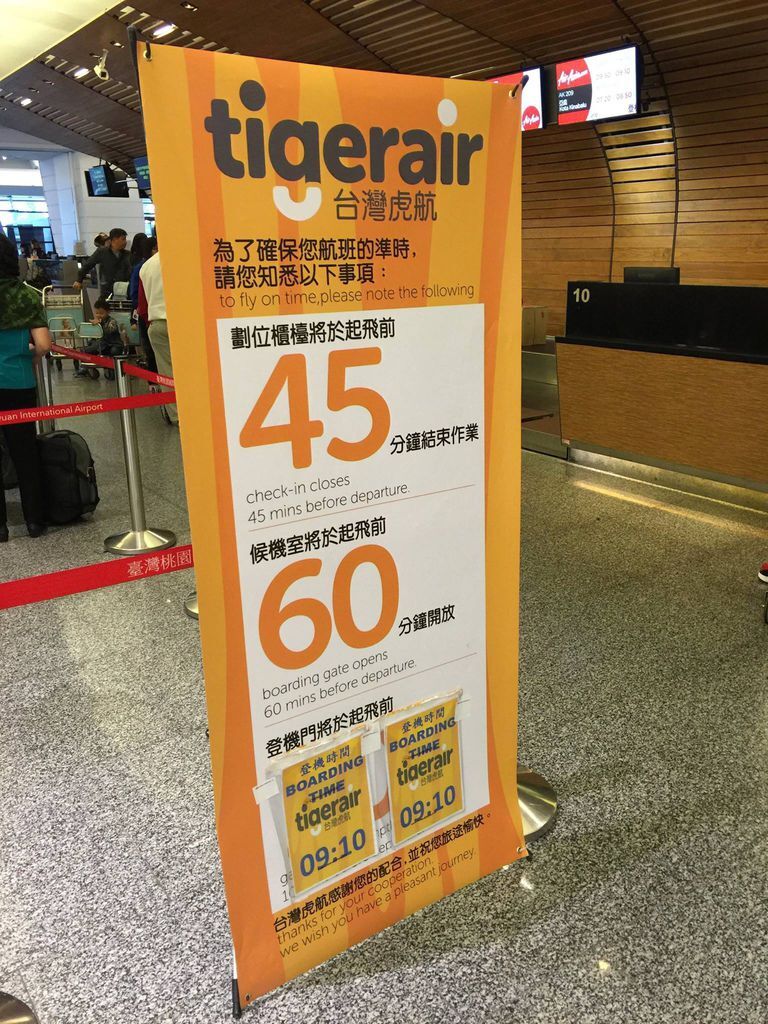 tigerair
台灣虎航
為了確保您航班的準時，
請您知悉以下事項：
to fly on time,please note the following
劃位櫃檯將於起飛前
45
分鐘結束作業
check-in closes
45 mins before departure.
候機室將於起飛前
60
分鐘開放
boarding gate opens
60 mins before departure.
登機門將於起飛前
登機時間
BOARDING
TIME
tigerair
台灣虎航
09:10
登機時間
BOARDING
TIME
tigerair
台灣虎航
09:10
台灣虎航感謝您的配合,並祝您旅途愉快。
thanks for your cooperation.
we wish you have a pleasant journey.
AirAsia
AK 209
Kota Kinabalu
10
yuan International Airport
臺灣桃園